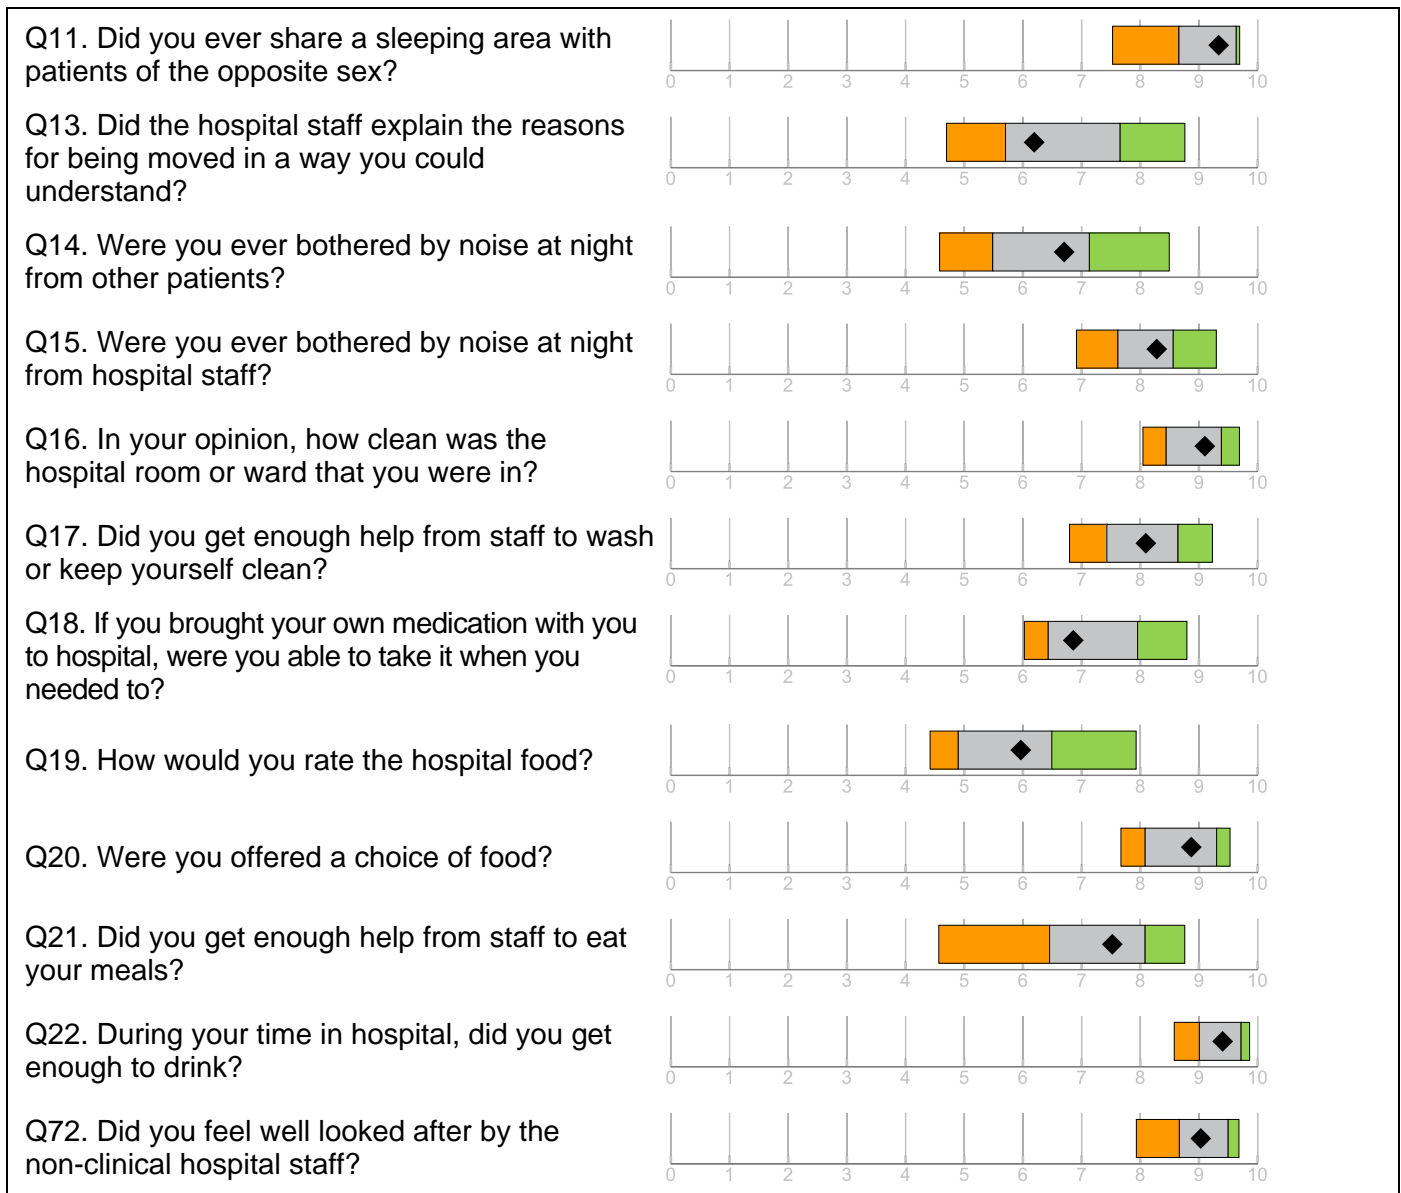 Q11. Did you ever share a sleeping area with
patients of the opposite sex?
0 1 2 3 4 5 6 7 8 9 10
Q13. Did the hospital staff explain the reasons
for being moved in a way you could
understand?
0 1 2 3 4 5 6 7 8 9 10
Q14. Were you ever bothered by noise at night
from other patients?
0 1 2 3 4 5 6 7 8 9 10
Q15. Were you ever bothered by noise at night
from hospital staff?
0 1 2 3 4 5 6 7 8 9 10
Q16. In your opinion, how clean was the
hospital room or ward that you were in?
0 1 2 3 4 5 6 7 8 9 10
Q17. Did you get enough help from staff to wash
or keep yourself clean?
0 1 2 3 4 5 6 7 8 9 10
Q18. If you brought your own medication with you
to hospital, were you able to take it when you
needed to?
0 1 2 3 4 5 6 7 8 9 10
Q19. How would you rate the hospital food?
0 1 2 3 4 5 6 7 8 9 10
Q20. Were you offered a choice of food?
0 1 2 3 4 5 6 7 8 9 10
Q21. Did you get enough help from staff to eat
your meals?
0 1 2 3 4 5 6 7 8 9 10
Q22. During your time in hospital, did you get
enough to drink?
0 1 2 3 4 5 6 7 8 9 10
Q72. Did you feel well looked after by the
non-clinical hospital staff?
0 1 2 3 4 5 6 7 8 9 10